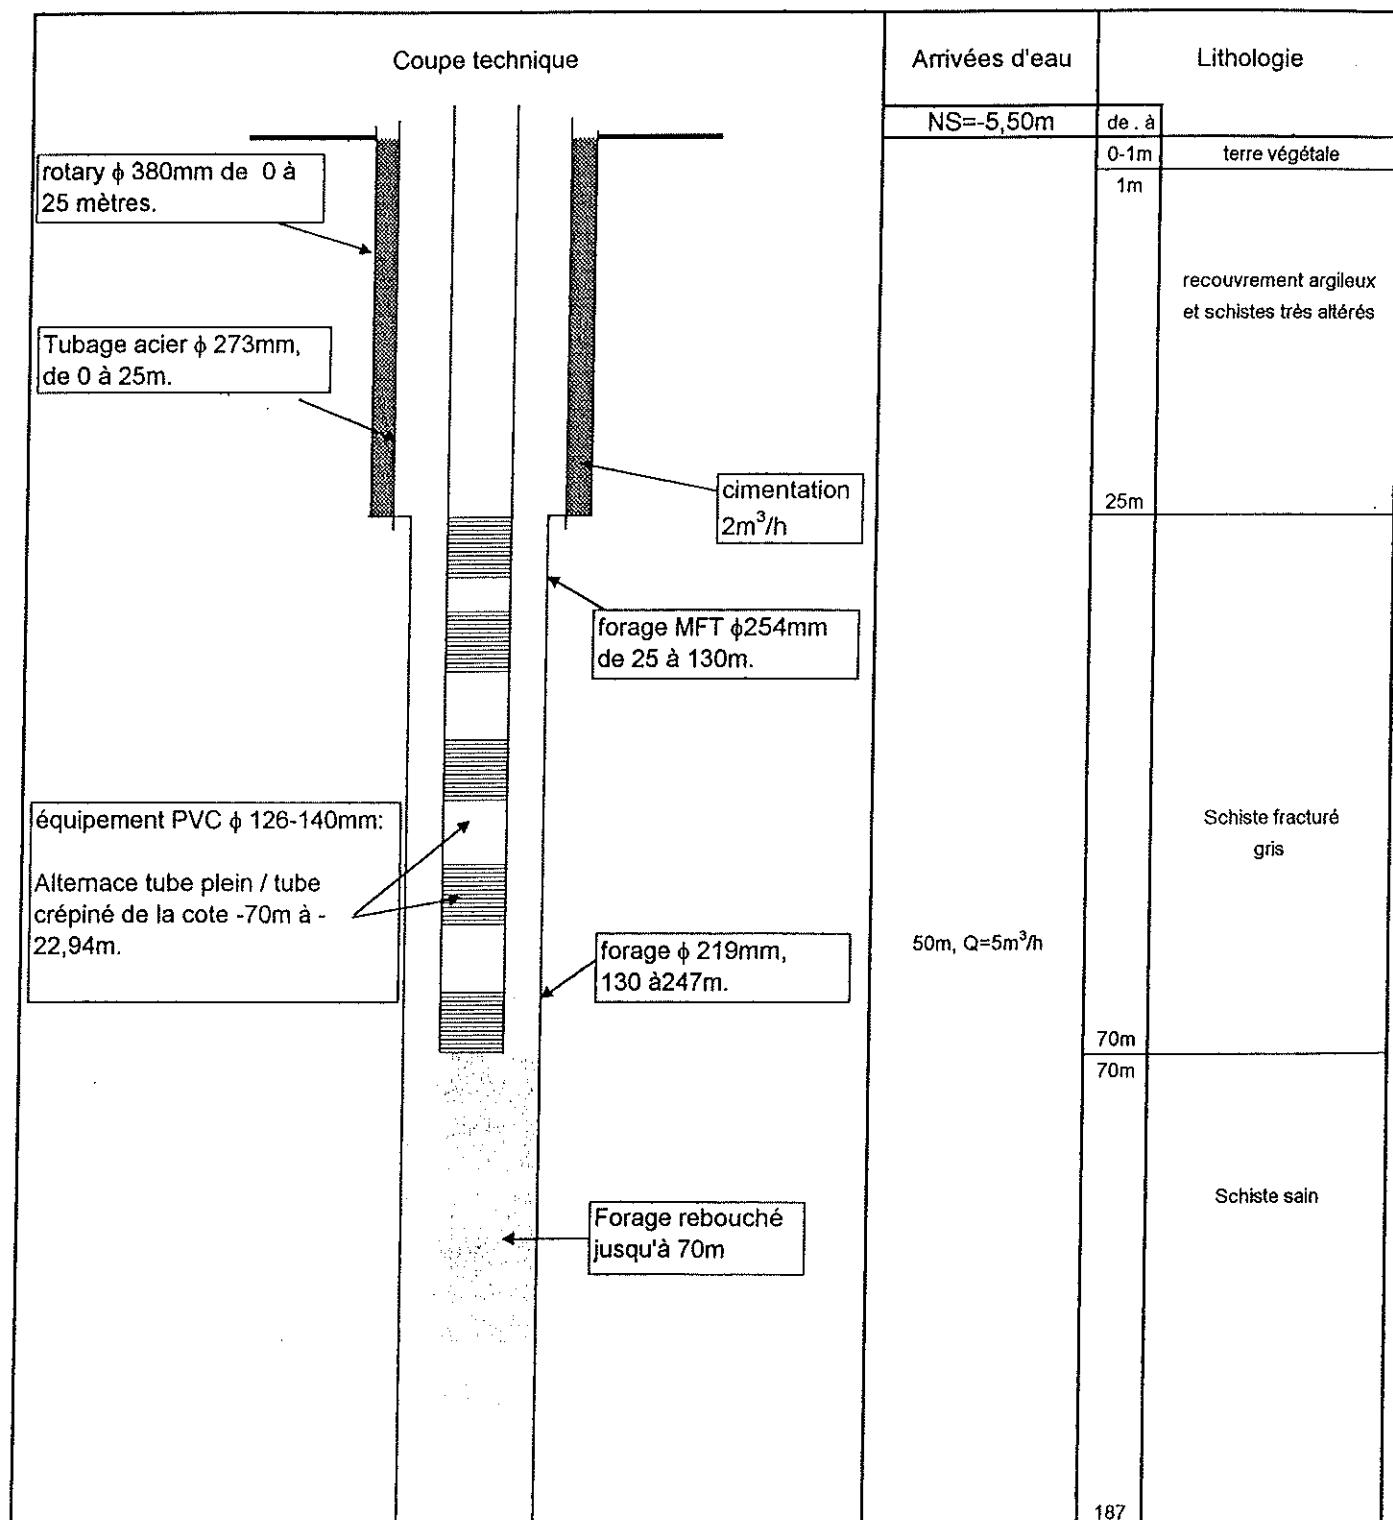 Coupe technique
Arrivées d'eau
Lithologie
NS=-5,50m
de . à
0-1m
terre végétale
1m
rotary ϕ 380mm de 0 à
25 mètres.
recouvrement argileux
et schistes très altérés
Tubage acier ϕ 273mm,
de 0 à 25m.
cimentation
2m³/h
25m
forage MFT ϕ254mm
de 25 à 130m.
équipement PVC ϕ 126-140mm:
Alternace tube plein / tube
crépiné de la cote -70m à -
22,94m.
Schiste fracturé
gris
forage ϕ 219mm,
130 à247m.
50m, Q=5m³/h
70m
70m
Schiste sain
Forage rebouché
jusqu'à 70m
187